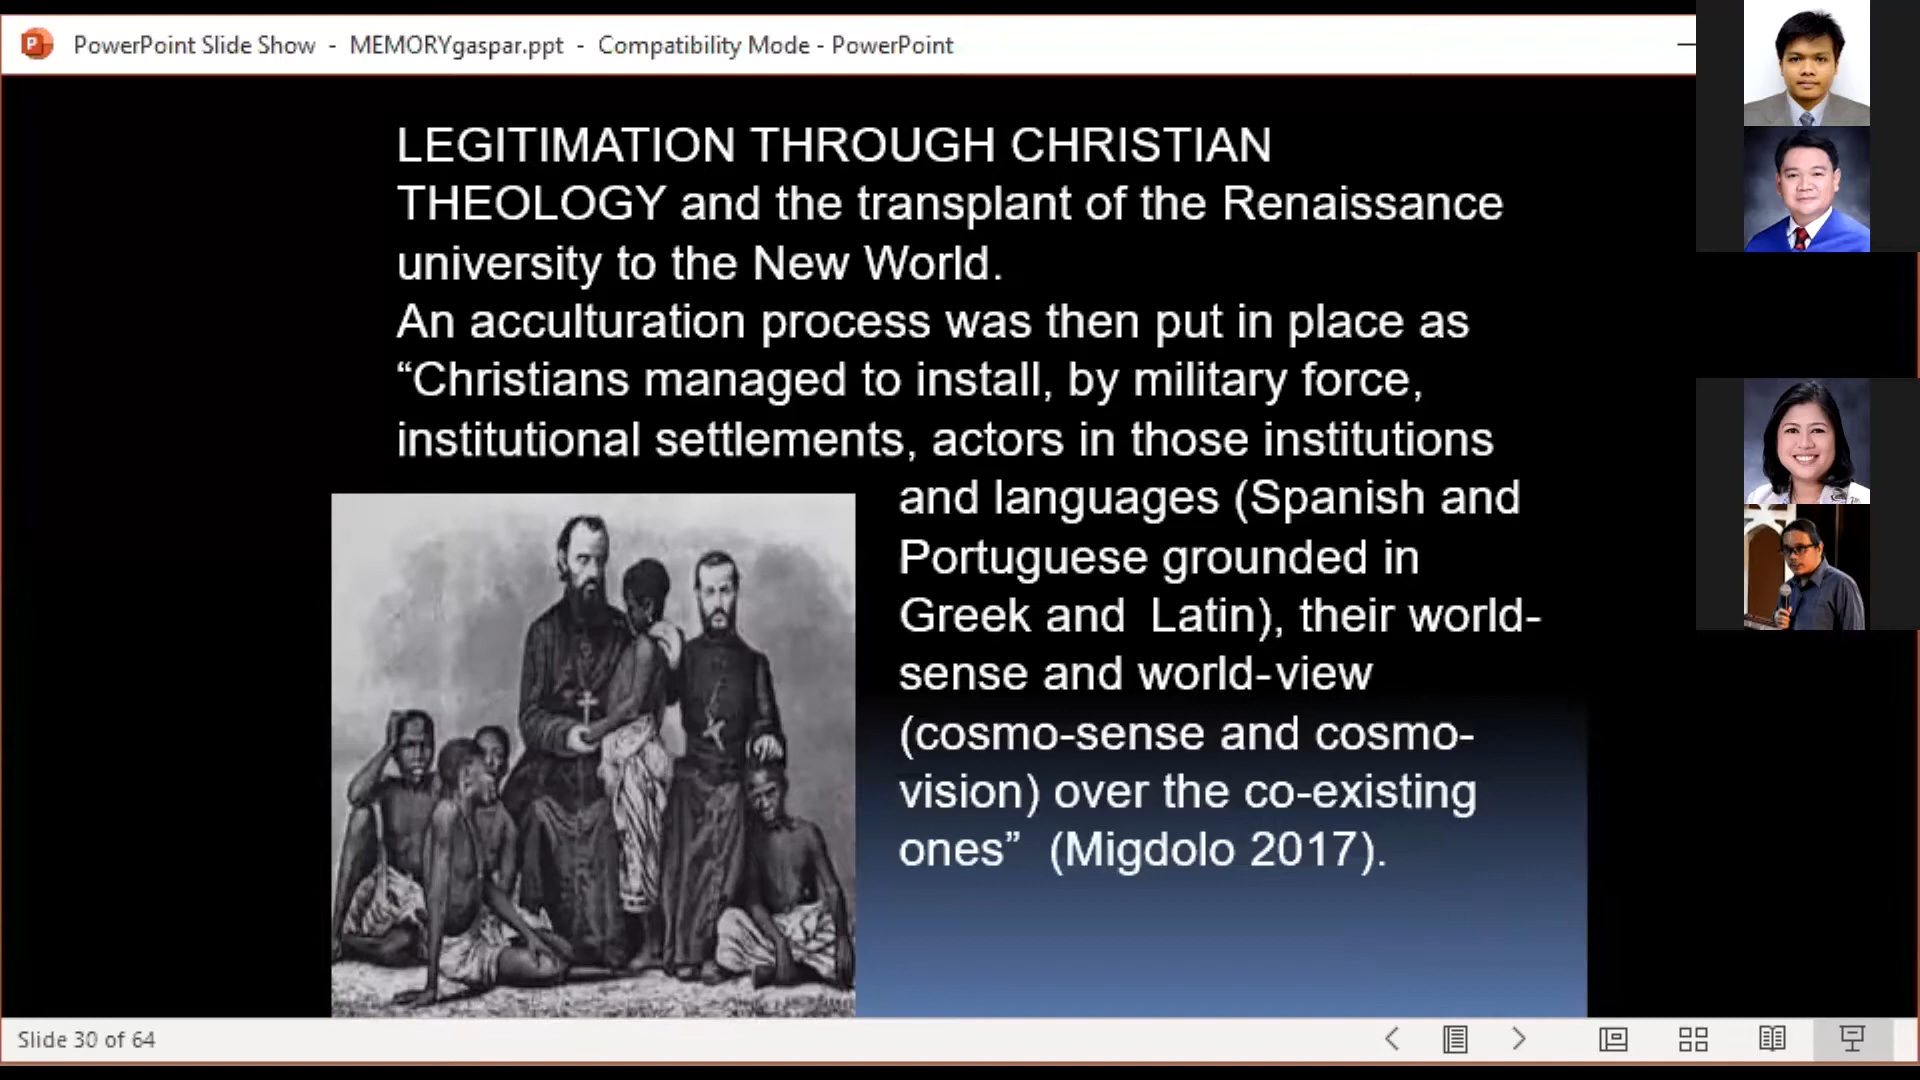 PowerPoint Slide Show - MEMORYgaspar.ppt - Compatibility Mode - PowerPoint
LEGITIMATION THROUGH CHRISTIAN
THEOLOGY and the transplant of the Renaissance
university to the New World.
An acculturation process was then put in place as
“Christians managed to install, by military force,
institutional settlements, actors in those institutions
and languages (Spanish and
Portuguese grounded in
Greek and Latin), their world-
sense and world-view
(cosmo-sense and cosmo-
vision) over the co-existing
ones” (Migdolo 2017).
Slide 30 of 64